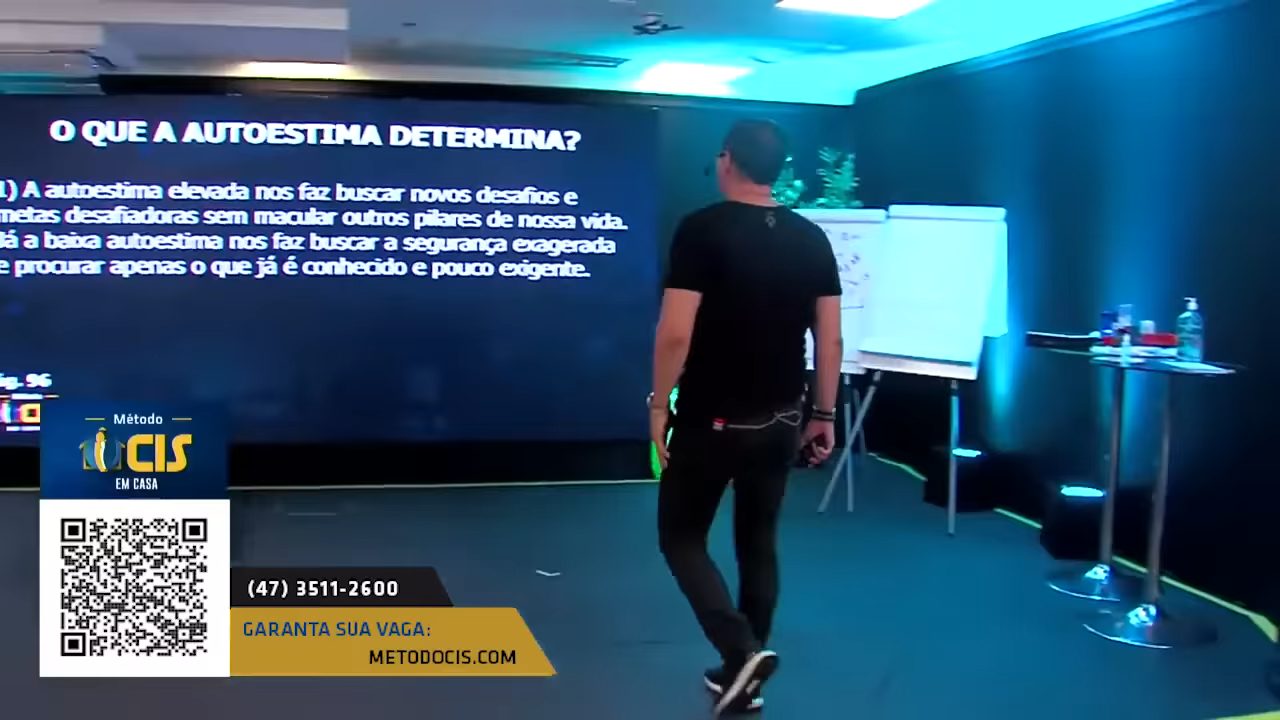 O QUE A AUTOESTIMA DETERMINA?
1) A autoestima elevada nos faz buscar novos desafios e
metas desafiadoras sem macular outros pilares de nossa vida.
Já a baixa autoestima nos faz buscar a segurança exagerada
e procurar apenas o que já é conhecido e pouco exigente.
pág. 96
Método
CIS
EM CASA
(47) 3511-2600
GARANTA SUA VAGA:
METODOCIS.COM